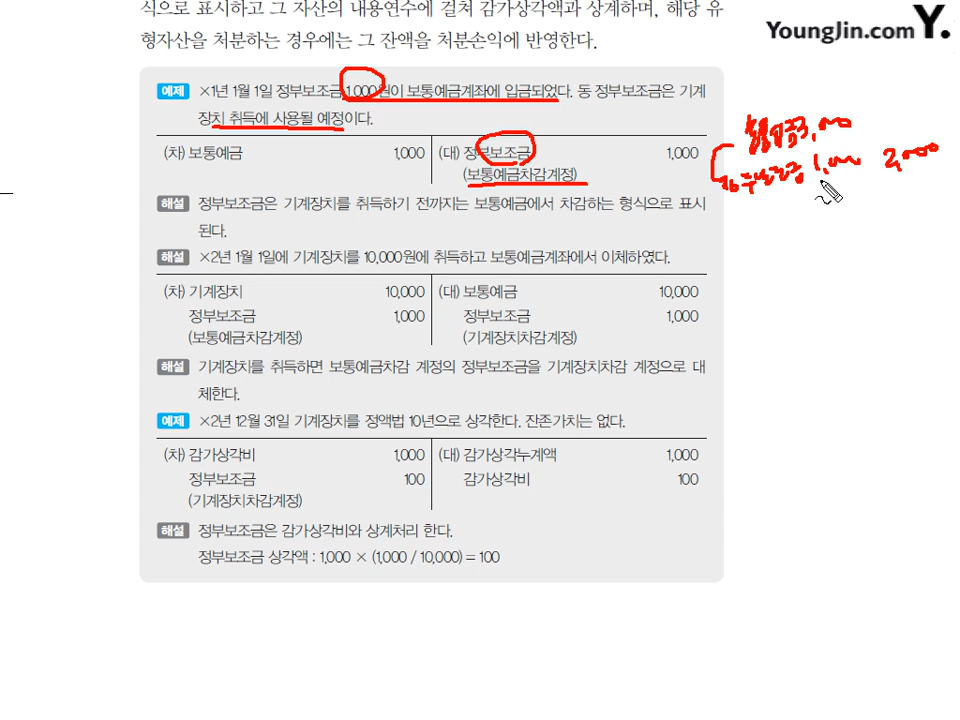 식으로 표시하고 그 자산의 내용연수에 걸쳐 감가상각액과 상계하며, 해당 유
형자산을 처분하는 경우에는 그 잔액을 처분손익에 반영한다.
YoungJin.com Y.
예제 ×1년 1월 1일 정부보조금 1,000원이 보통예금계좌에 입금되었다. 동 정부보조금은 기계
장치 취득에 사용될 예정이다.
(차) 보통예금 1,000 (대) 정부보조금 1,000
(보통예금차감계정)
3,000
1,000 2,000
해설 정부보조금은 기계장치를 취득하기 전까지는 보통예금에서 차감하는 형식으로 표시
된다.
해설 ×2년 1월 1일에 기계장치를 10,000원에 취득하고 보통예금계좌에서 이체하였다.
(차) 기계장치 10,000 (대) 보통예금 10,000
정부보조금 1,000 정부보조금 1,000
(보통예금차감계정) (기계장치차감계정)
해설 기계장치를 취득하면 보통예금차감 계정의 정부보조금을 기계장치차감 계정으로 대
체한다.
예제 ×2년 12월 31일 기계장치를 정액법 10년으로 상각한다. 잔존가치는 없다.
(차) 감가상각비 1,000 (대) 감가상각누계액 1,000
정부보조금 100 감가상각비 100
(기계장치차감계정)
해설 정부보조금은 감가상각비와 상계처리 한다.
정부보조금 상각액 : 1,000 × (1,000 / 10,000) = 100